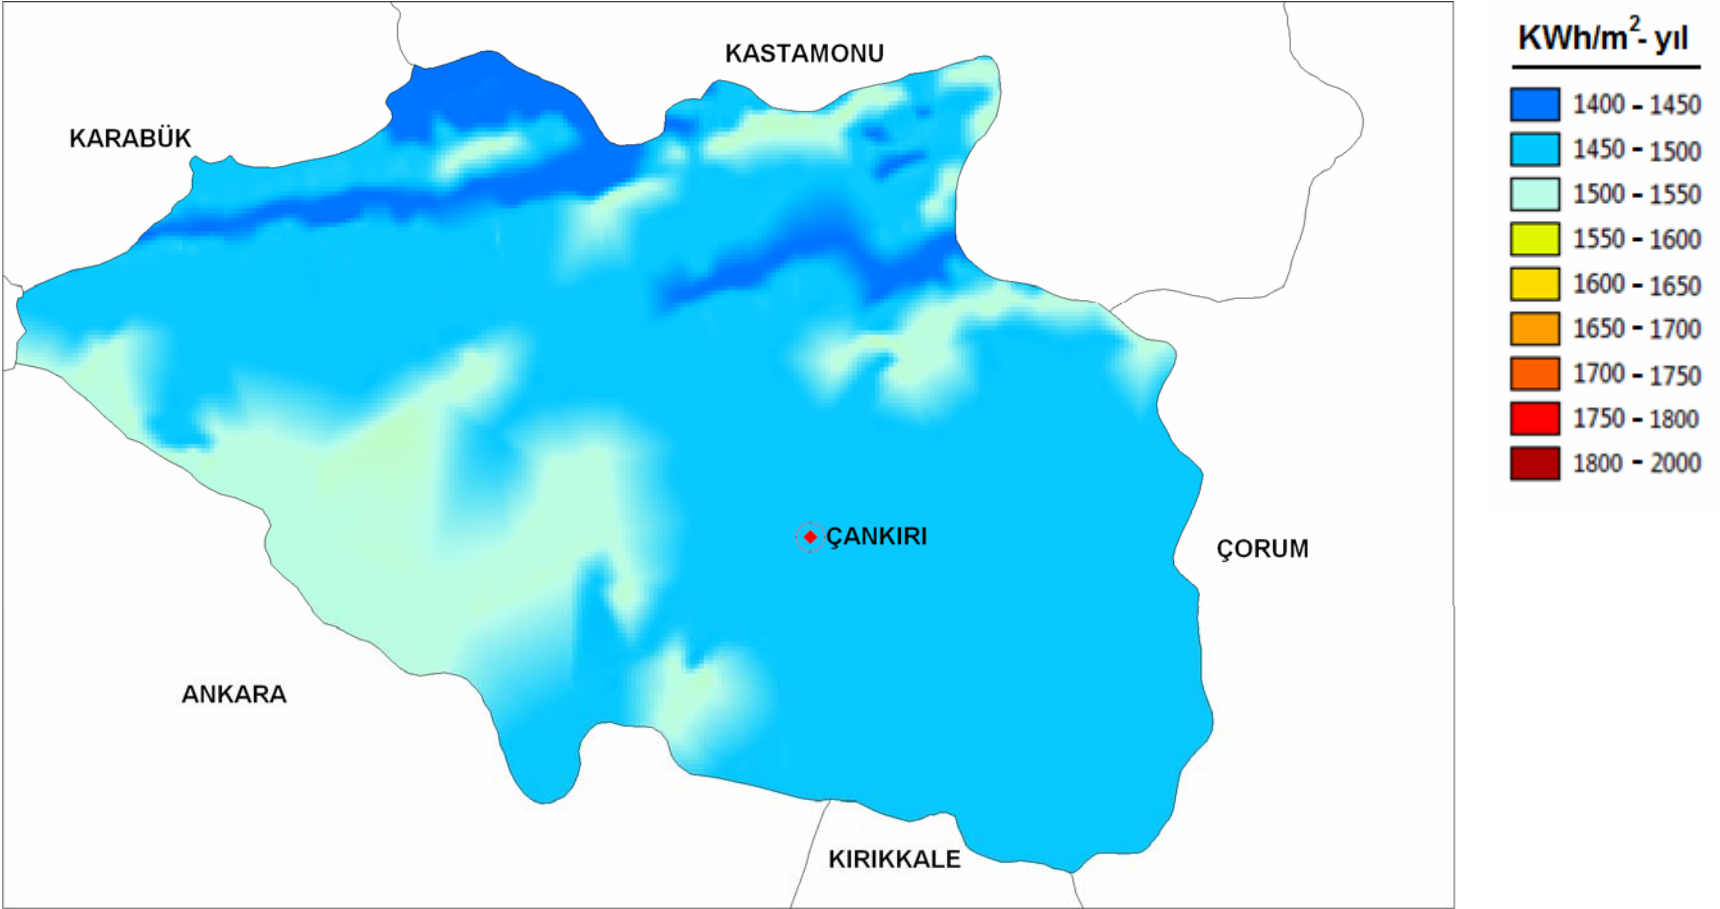 KASTAMONU
KARABÜK
ÇANKIRI
ÇORUM
ANKARA
KIRIKKALE
KWh/m²- yıl
1400 - 1450
1450 - 1500
1500 - 1550
1550 - 1600
1600 - 1650
1650 - 1700
1700 - 1750
1750 - 1800
1800 - 2000